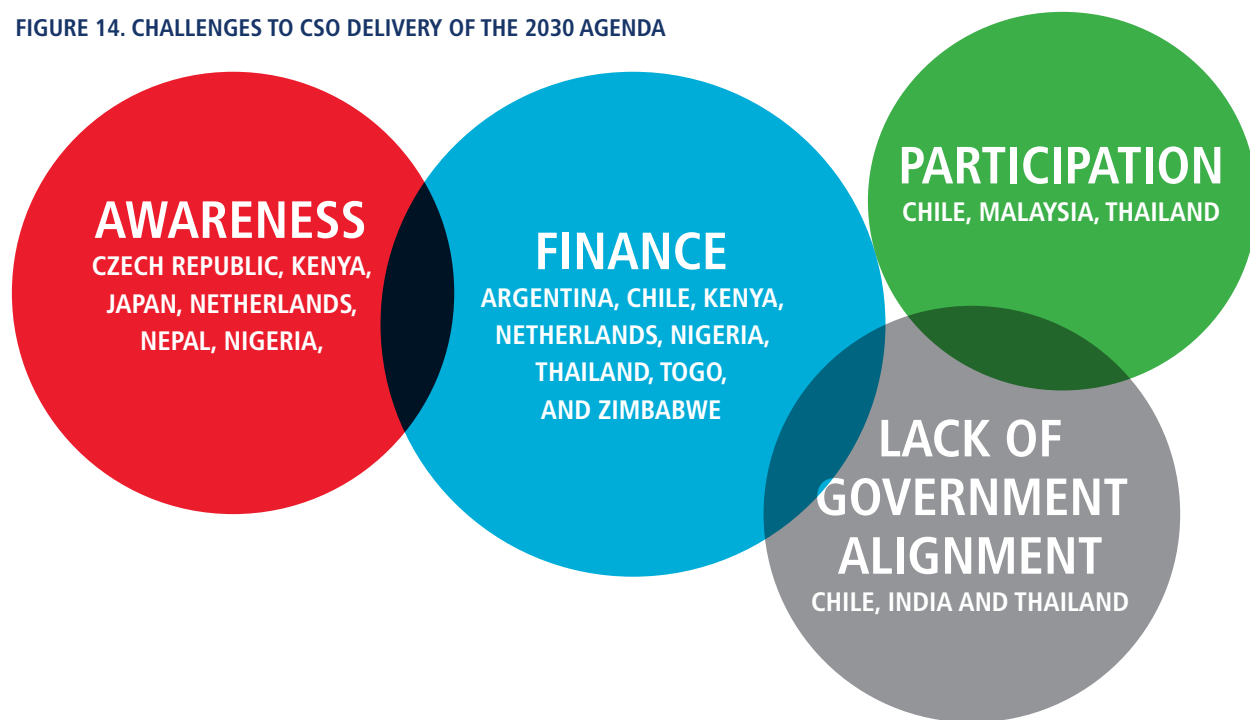 FIGURE 14. CHALLENGES TO CSO DELIVERY OF THE 2030 AGENDA
AWARENESS
CZECH REPUBLIC, KENYA,
JAPAN, NETHERLANDS,
NEPAL, NIGERIA,
FINANCE
ARGENTINA, CHILE, KENYA,
NETHERLANDS, NIGERIA,
THAILAND, TOGO,
AND ZIMBABWE
PARTICIPATION
CHILE, MALAYSIA, THAILAND
LACK OF
GOVERNMENT
ALIGNMENT
CHILE, INDIA AND THAILAND